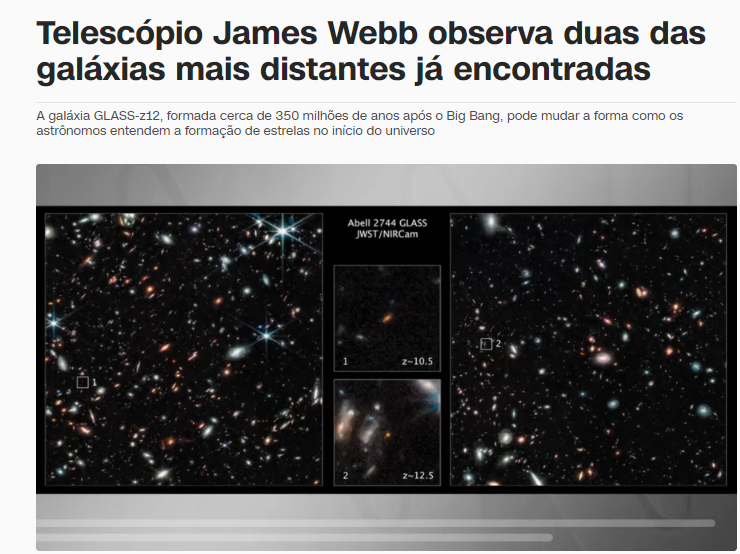 Telescópio James Webb observa duas das
galáxias mais distantes já encontradas
A galáxia GLASS-z12, formada cerca de 350 milhões de anos após o Big Bang, pode mudar a forma como os
astrônomos entendem a formação de estrelas no início do universo
Abell 2744 GLASS
JWST/NIRCam
1
1 z~10.5
2
2 z~12.5